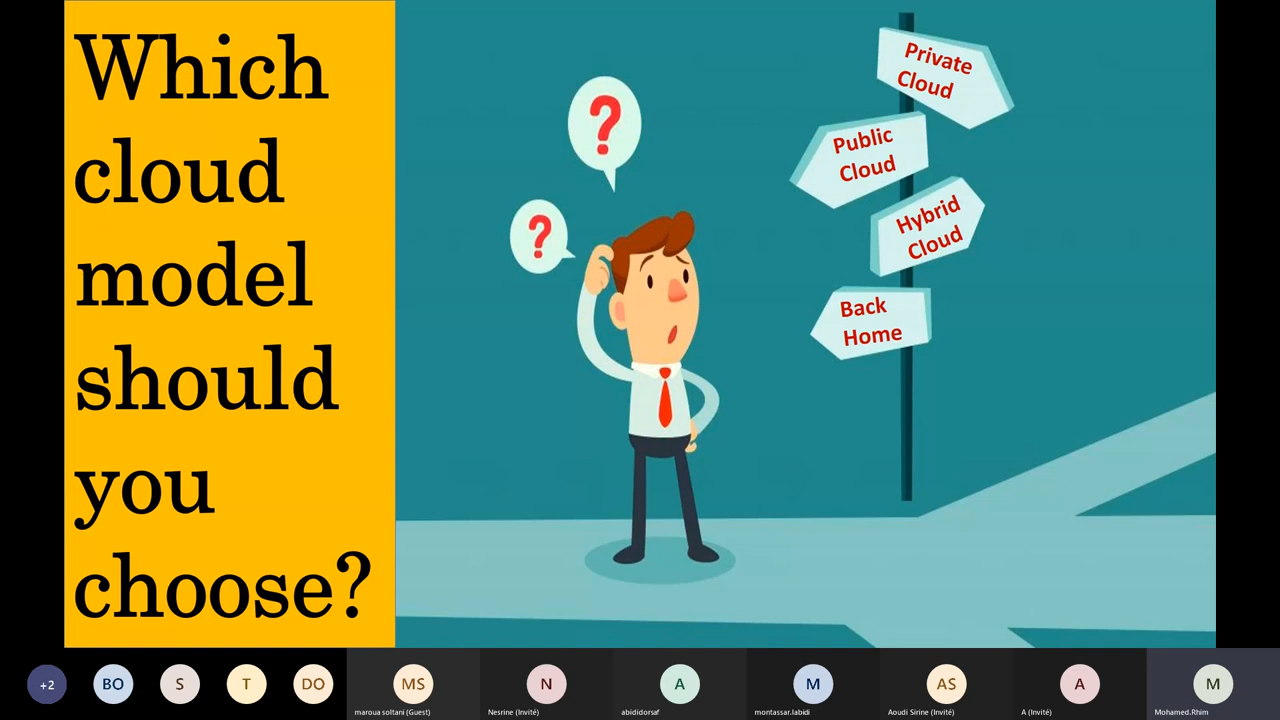 Which
cloud
model
should
you
choose?
?
?
Private
Cloud
Public
Cloud
Hybrid
Cloud
Back
Home
+2
BO
S
T
DO
MS
N
A
M
AS
A
M
maroua soltani (Guest)
Nesrine (Invité)
abididorsaf
montassar.labidi
Aoudi Sirine (Invité)
A (Invité)
Mohamed.Rhim